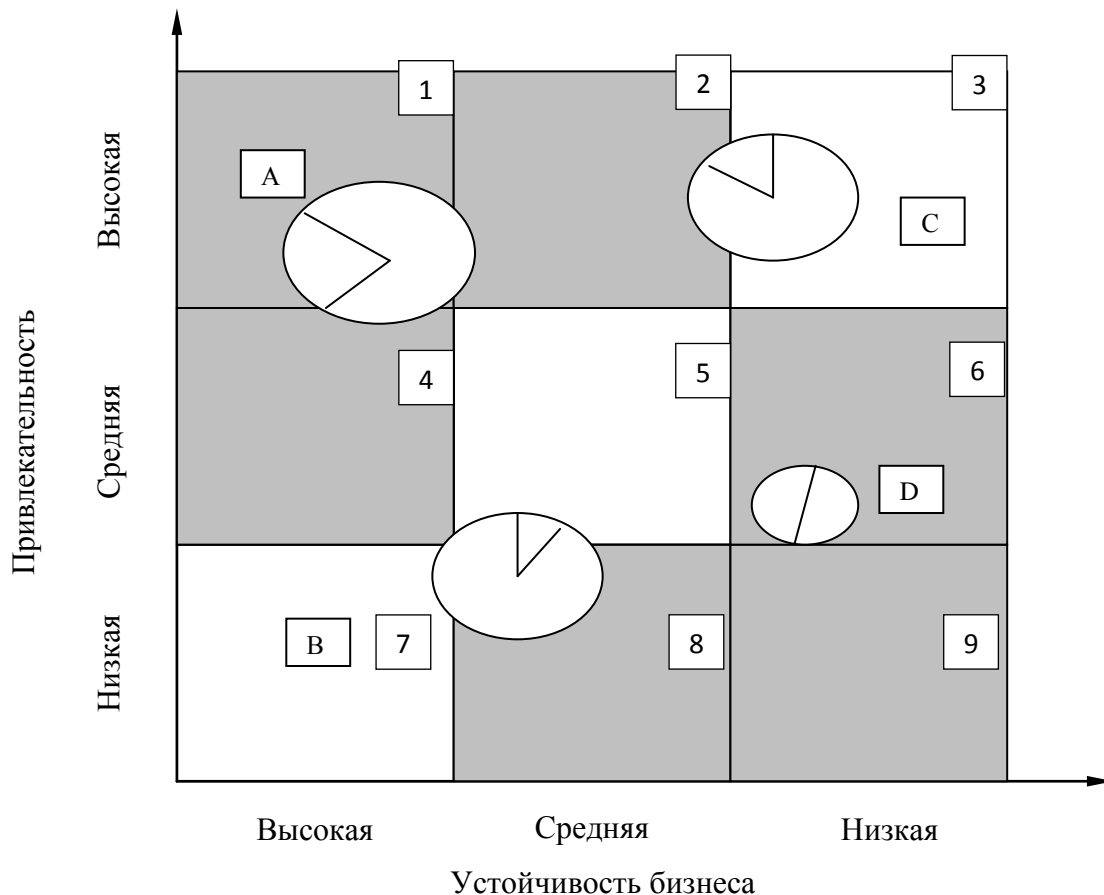 1
2
3
A
C
Высокая
4
5
6
Средняя
D
Привлекательность
B
7
8
9
Низкая
Высокая
Средняя
Низкая
Устойчивость бизнеса